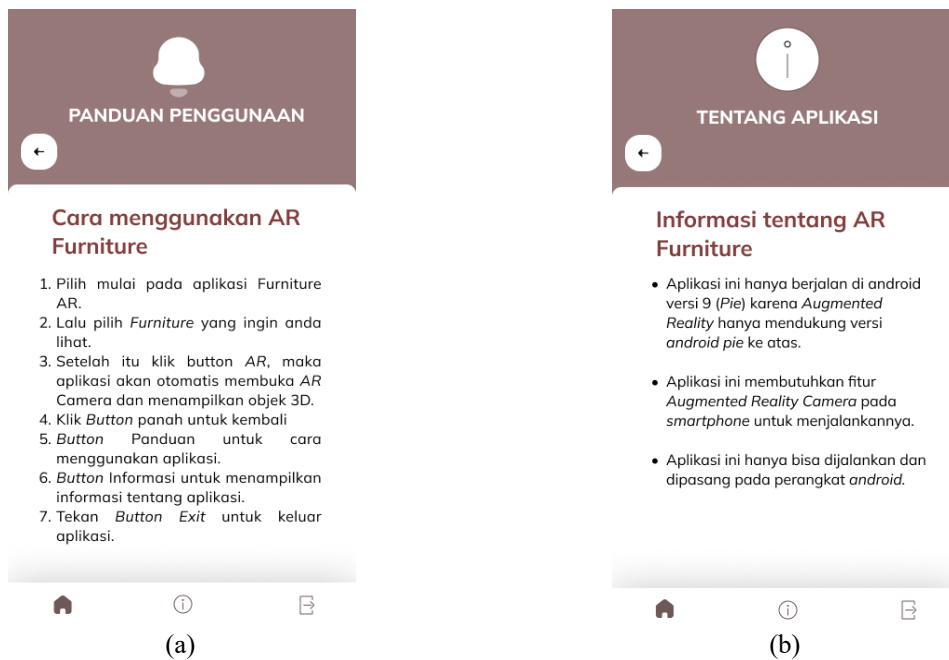 PANDUAN PENGGUNAAN
Cara menggunakan AR
Furniture
1. Pilih mulai pada aplikasi Furniture
AR.
2. Lalu pilih Furniture yang ingin anda
lihat.
3. Setelah itu klik button AR, maka
aplikasi akan otomatis membuka AR
Camera dan menampilkan objek 3D.
4. Klik Button panah untuk kembali
5. Button Panduan untuk cara
menggunakan aplikasi.
6. Button Informasi untuk menampilkan
informasi tentang aplikasi.
7. Tekan Button Exit untuk keluar
aplikasi.
(a)
TENTANG APLIKASI
Informasi tentang AR
Furniture
• Aplikasi ini hanya berjalan di android
versi 9 (Pie) karena Augmented
Reality hanya mendukung versi
android pie ke atas.
• Aplikasi ini membutuhkan fitur
Augmented Reality Camera pada
smartphone untuk menjalankannya.
• Aplikasi ini hanya bisa dijalankan dan
dipasang pada perangkat android.
(b)